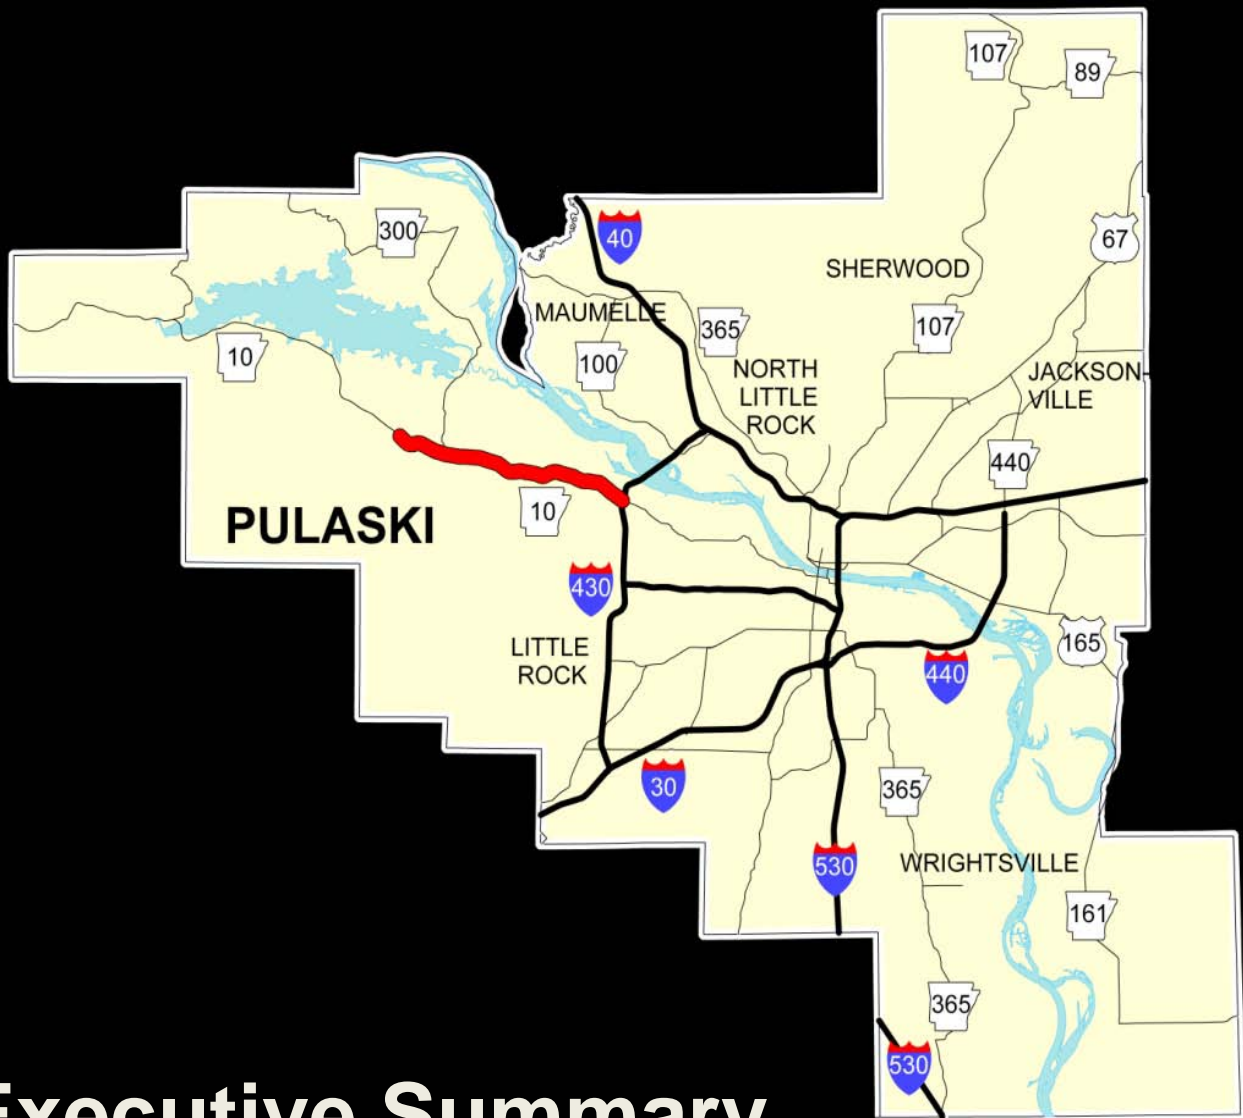 107
89
300
40
67
SHERWOOD
MAUMELLE
365
107
10
100
NORTH
LITTLE
ROCK
JACKSON-
VILLE
440
10
PULASKI
430
LITTLE
ROCK
165
440
30
365
530
WRIGHTSVILLE
161
365
530
Executive Summary